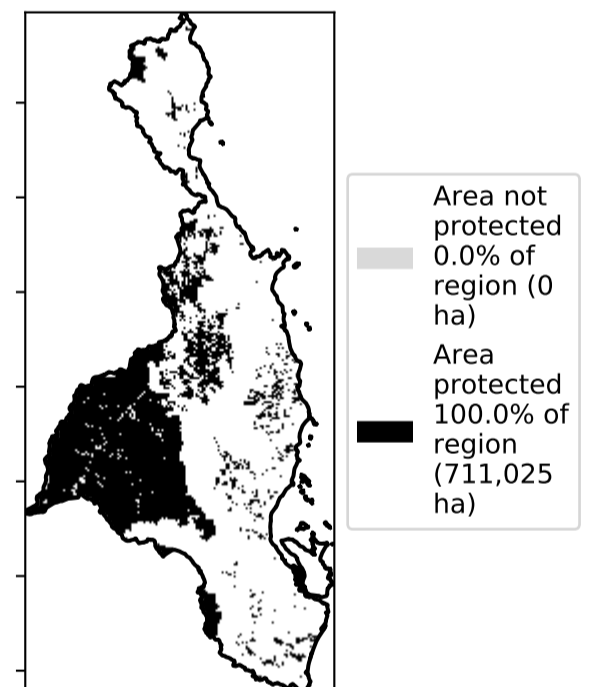 Area not
protected
0.0% of
region (0
ha)
Area
protected
100.0% of
region
(711,025
ha)